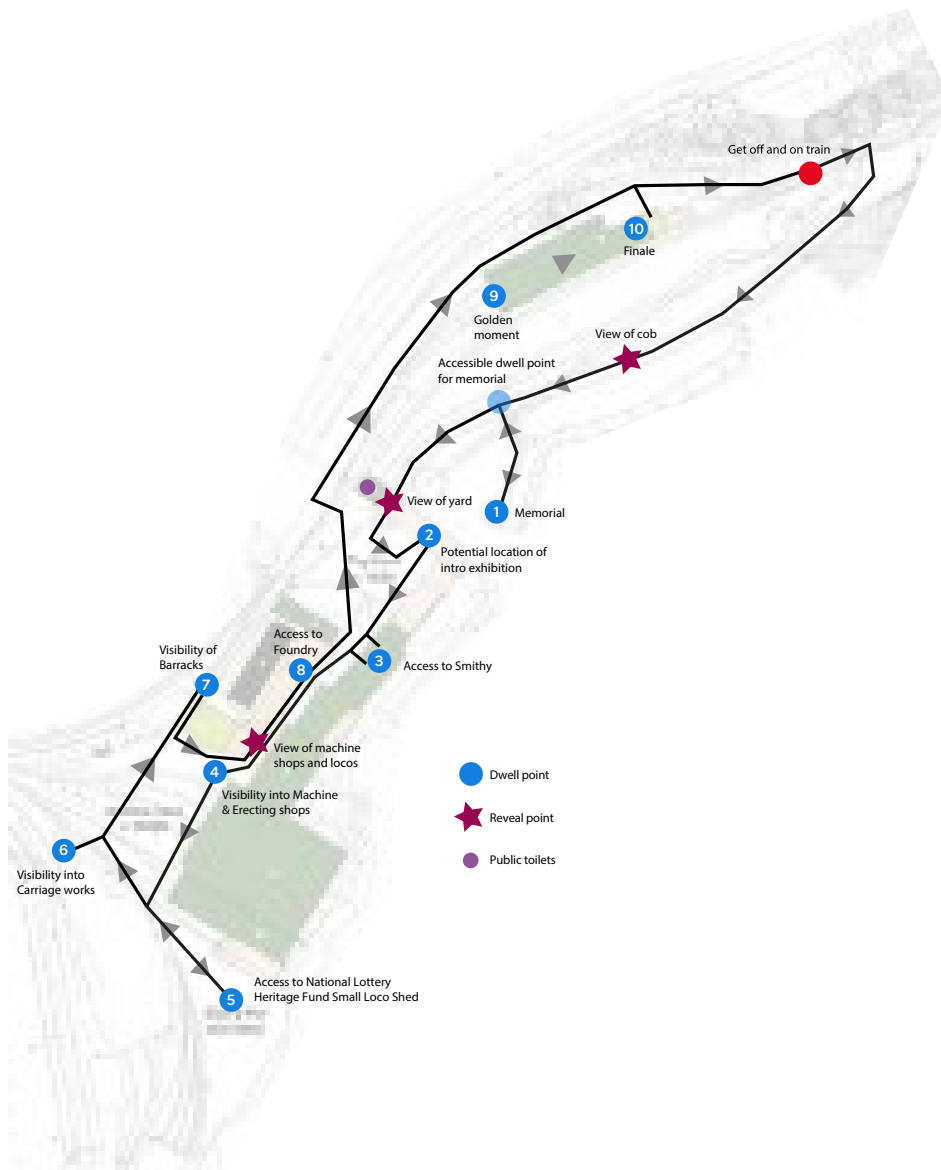 Get off and on train
10
Finale
9
Golden
moment
View of cob
Accessible dwell point
for memorial
View of yard
1
Memorial
2
Potential location of
intro exhibition
Access to
Foundry
8
3
Access to Smithy
Visibility of
Barracks
7
View of machine
shops and locos
4
Visibility into Machine
& Erecting shops
Dwell point
Reveal point
Public toilets
6
Visibility into
Carriage works
5
Access to National Lottery
Heritage Fund Small Loco Shed